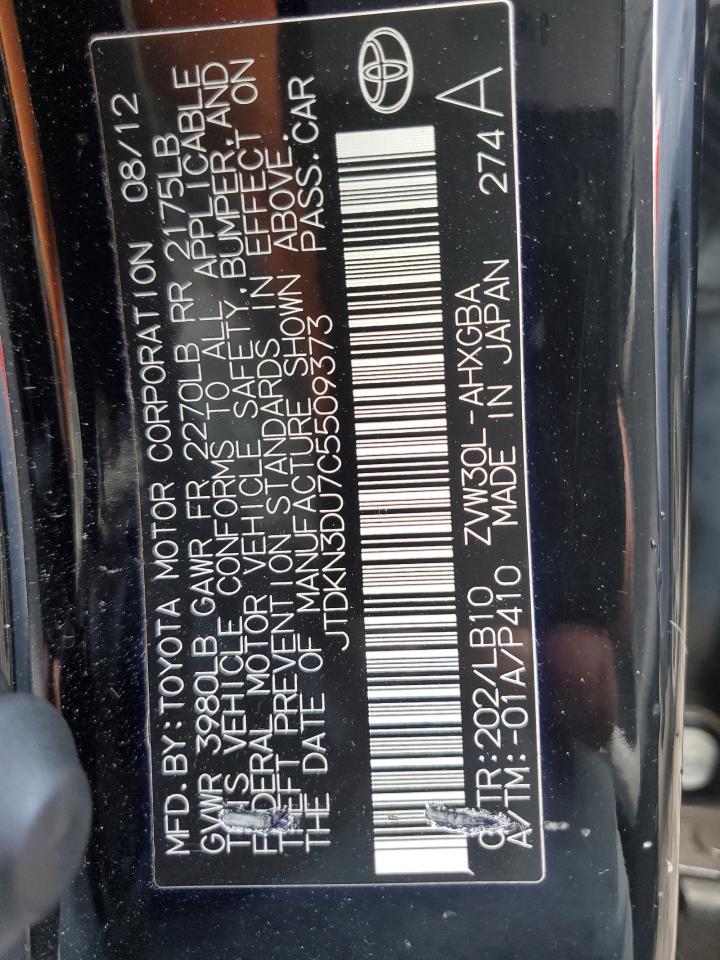 MFD. BY: TOYOTA MOTOR CORPORATION 08/12
GVWR 3980LB GAWR FR 2270LB RR 2175LB
THIS VEHICLE CONFORMS TO ALL APPLICABLE
FEDERAL MOTOR VEHICLE SAFETY, BUMPER, AND
THEFT PREVENTION STANDARDS IN EFFECT ON
THE DATE OF MANUFACTURE SHOWN ABOVE.
JTDKN3DU7C5509373 PASS. CAR
C/TR: 202/LB10 ZVW30L-AHXGBA
A/TM: -01A/P410 MADE IN JAPAN 274 A